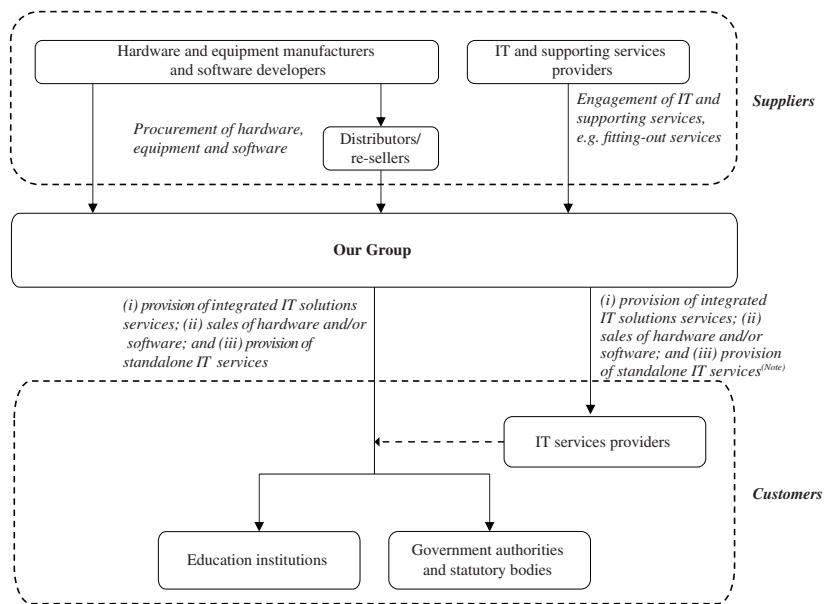 Hardware and equipment manufacturers
and software developers
IT and supporting services
providers
Suppliers
Engagement of IT and
supporting services,
e.g. fitting-out services
Procurement of hardware,
equipment and software
Distributors/
re-sellers
Our Group
(i) provision of integrated IT solutions
services; (ii) sales of hardware and/or
software; and (iii) provision of
standalone IT services
(i) provision of integrated
IT solutions services; (ii)
sales of hardware and/or
software; and (iii) provision
of standalone IT services(Note)
IT services providers
Customers
Education institutions
Government authorities
and statutory bodies